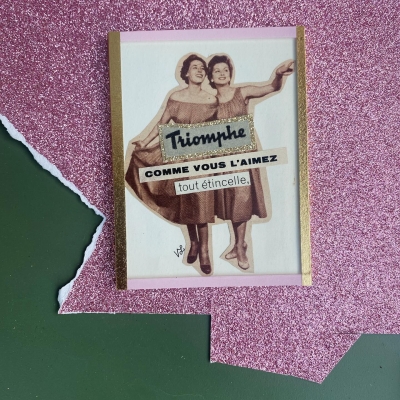 Triomphe
COMME VOUS L'AIMEZ
tout étincelle.